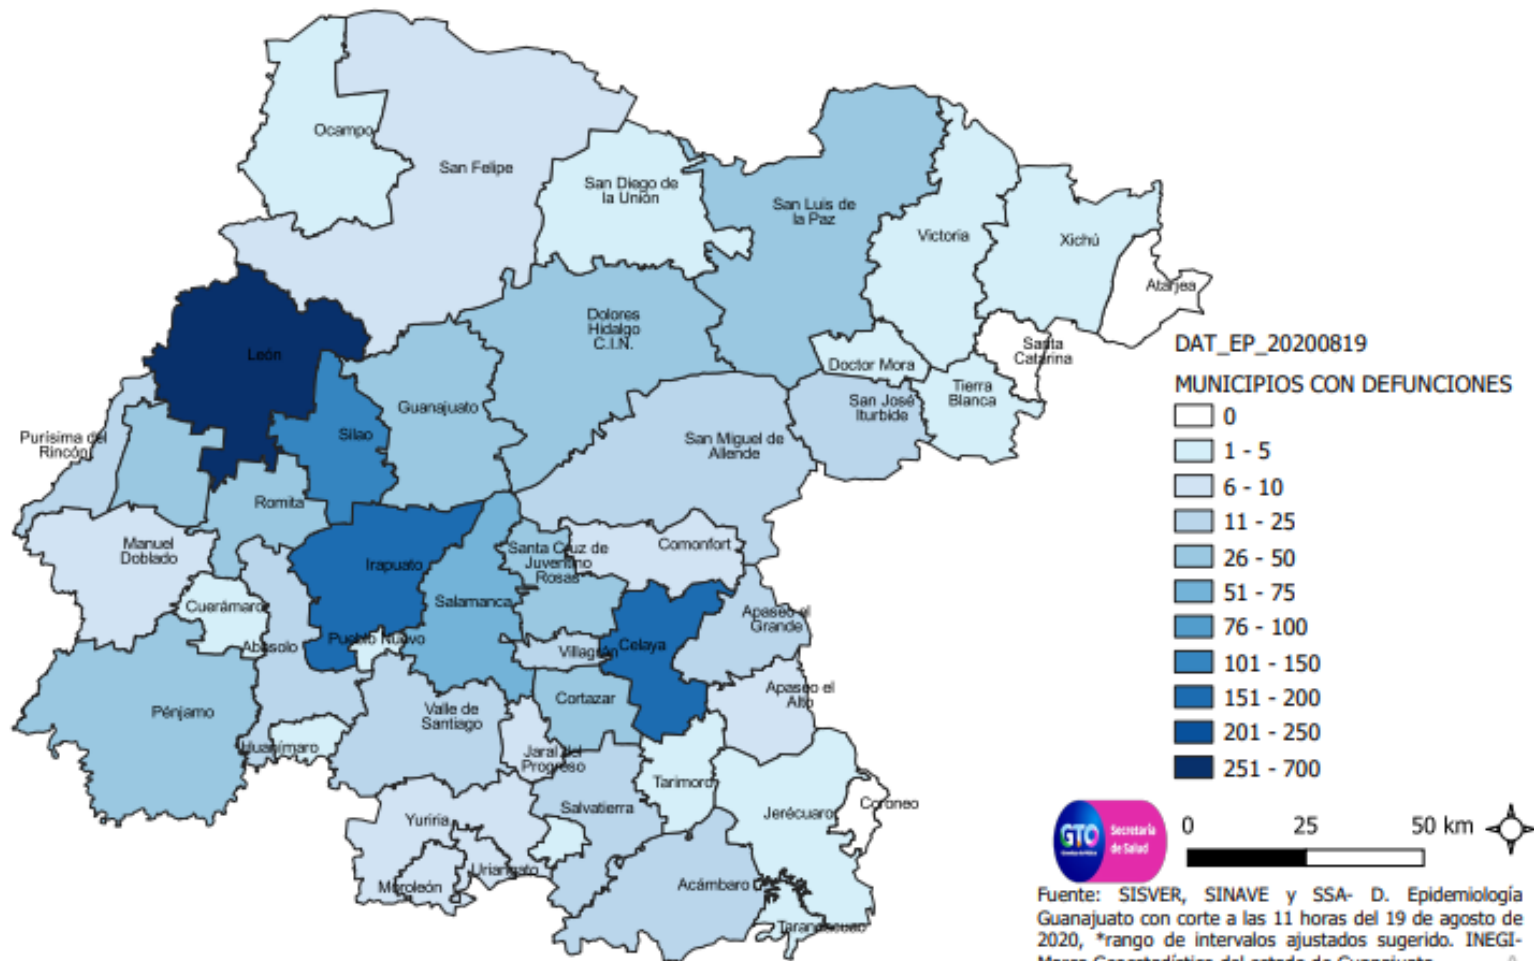 Ocampo
San Felipe
San Diego de
la Unión
San Luis de
la Paz
Victoria
Xichú
Atarjea
León
Dolores
Hidalgo
C.I.N.
Santa
Catarina
Doctor Mora
Tierra
Blanca
Guanajuato
San José
Iturbide
Purísima del
Rincón
Silao
San Miguel de
Allende
Romita
Manuel
Doblado
Irapuato
Santa Cruz de
Juventino
Rosas
Comonfort
Cuerámaro
Salamanca
Apaseo el
Grande
Abasolo
Pueblo Nuevo
Villagrán
Celaya
Pénjamo
Valle de
Santiago
Cortazar
Apaseo el
Alto
Huanímaro
Jaral del
Progreso
Tarimoro
Jerécuaro
Coroneo
Yuriria
Salvatierra
Moroleón
Uriangato
Acámbaro
Tarandacuao
DAT_EP_20200819
MUNICIPIOS CON DEFUNCIONES
0
1 - 5
6 - 10
11 - 25
26 - 50
51 - 75
76 - 100
101 - 150
151 - 200
201 - 250
251 - 700
GTO
Secretaría
de Salud
0 25 50 km
Fuente: SISVER, SINAVE y SSA- D. Epidemiología
Guanajuato con corte a las 11 horas del 19 de agosto de
2020, *rango de intervalos ajustados sugerido. INEGI-
Marco Geoestadístico del estado de Guanajuato